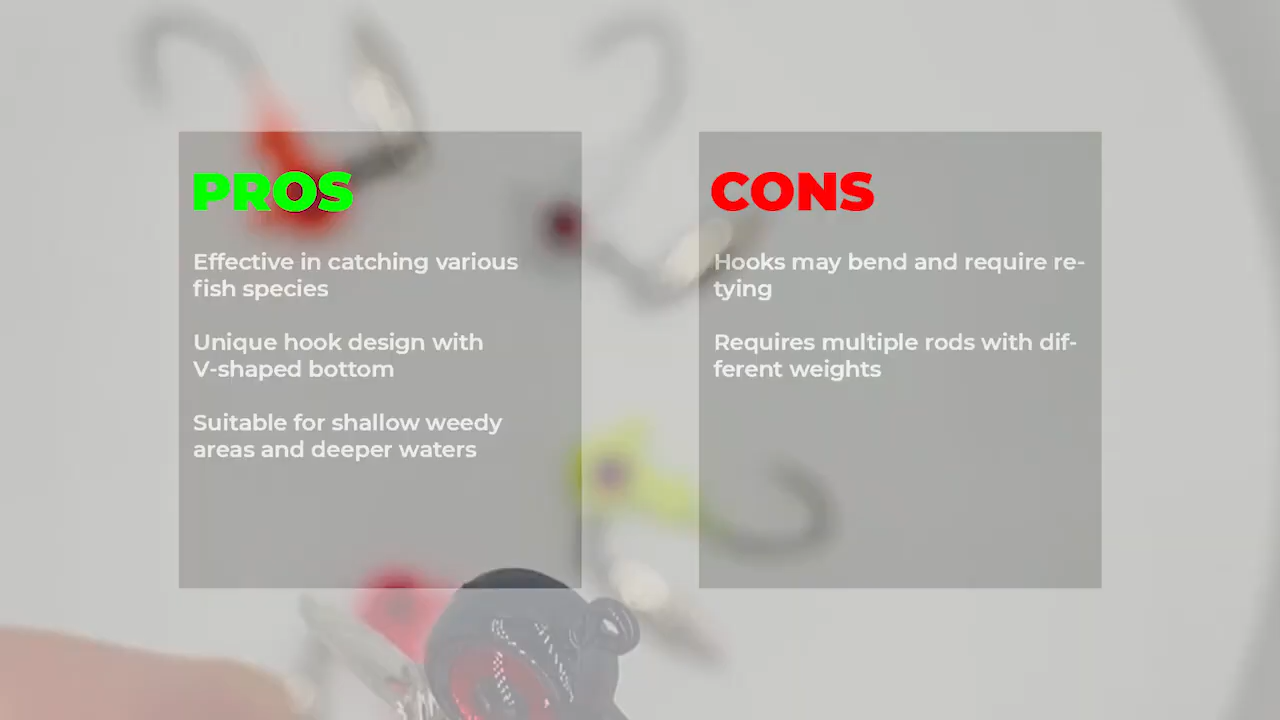 PROS
Effective in catching various
fish species
Unique hook design with
V-shaped bottom
Suitable for shallow weedy
areas and deeper waters
CONS
Hooks may bend and require re-
tying
Requires multiple rods with dif-
ferent weights